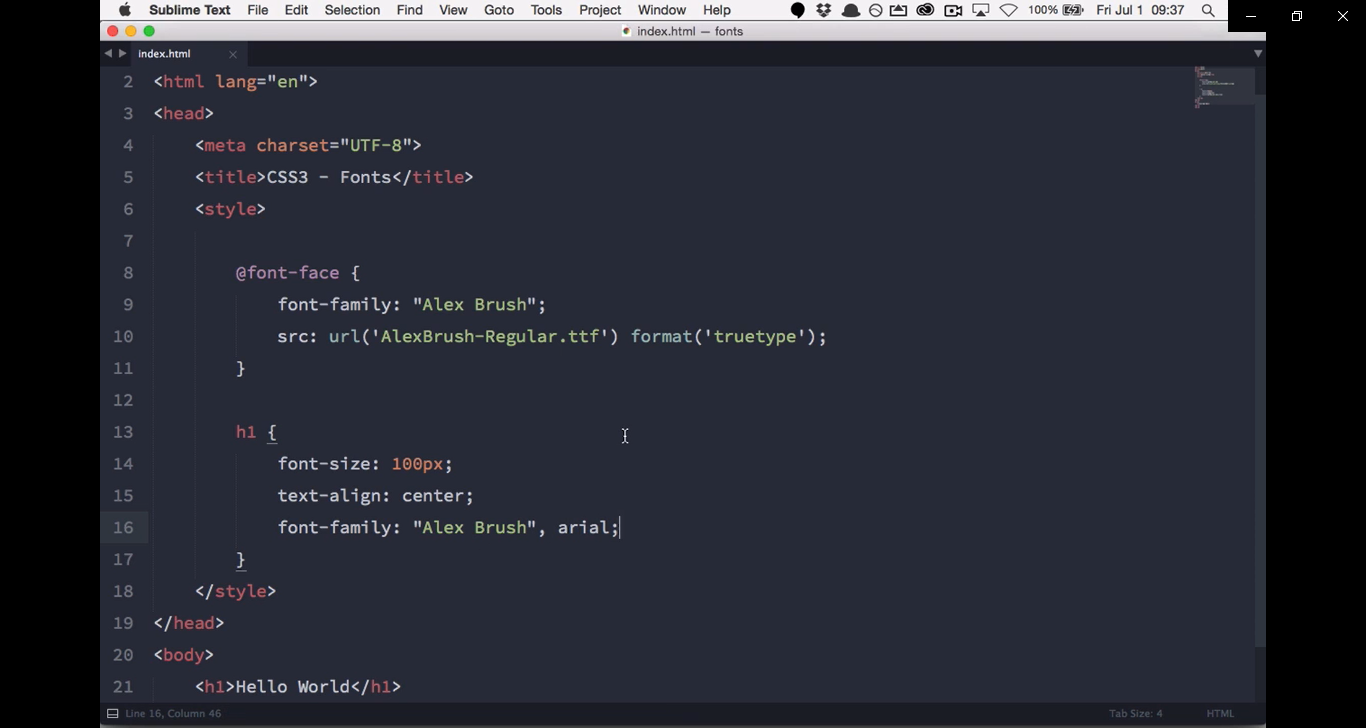 Sublime Text File Edit Selection Find View Goto Tools Project Window Help 100% Fri Jul 1 09:37
index.html — fonts
index.html
2 <html lang="en">
3 <head>
4 <meta charset="UTF-8">
5 <title>CSS3 - Fonts</title>
6 <style>
7
8 @font-face {
9 font-family: "Alex Brush";
10 src: url('AlexBrush-Regular.ttf') format('truetype');
11 }
12
13 h1 {
14 font-size: 100px;
15 text-align: center;
16 font-family: "Alex Brush", arial;
17 }
18 </style>
19 </head>
20 <body>
21 <h1>Hello World</h1>
Line 16, Column 46 Tab Size: 4 HTML